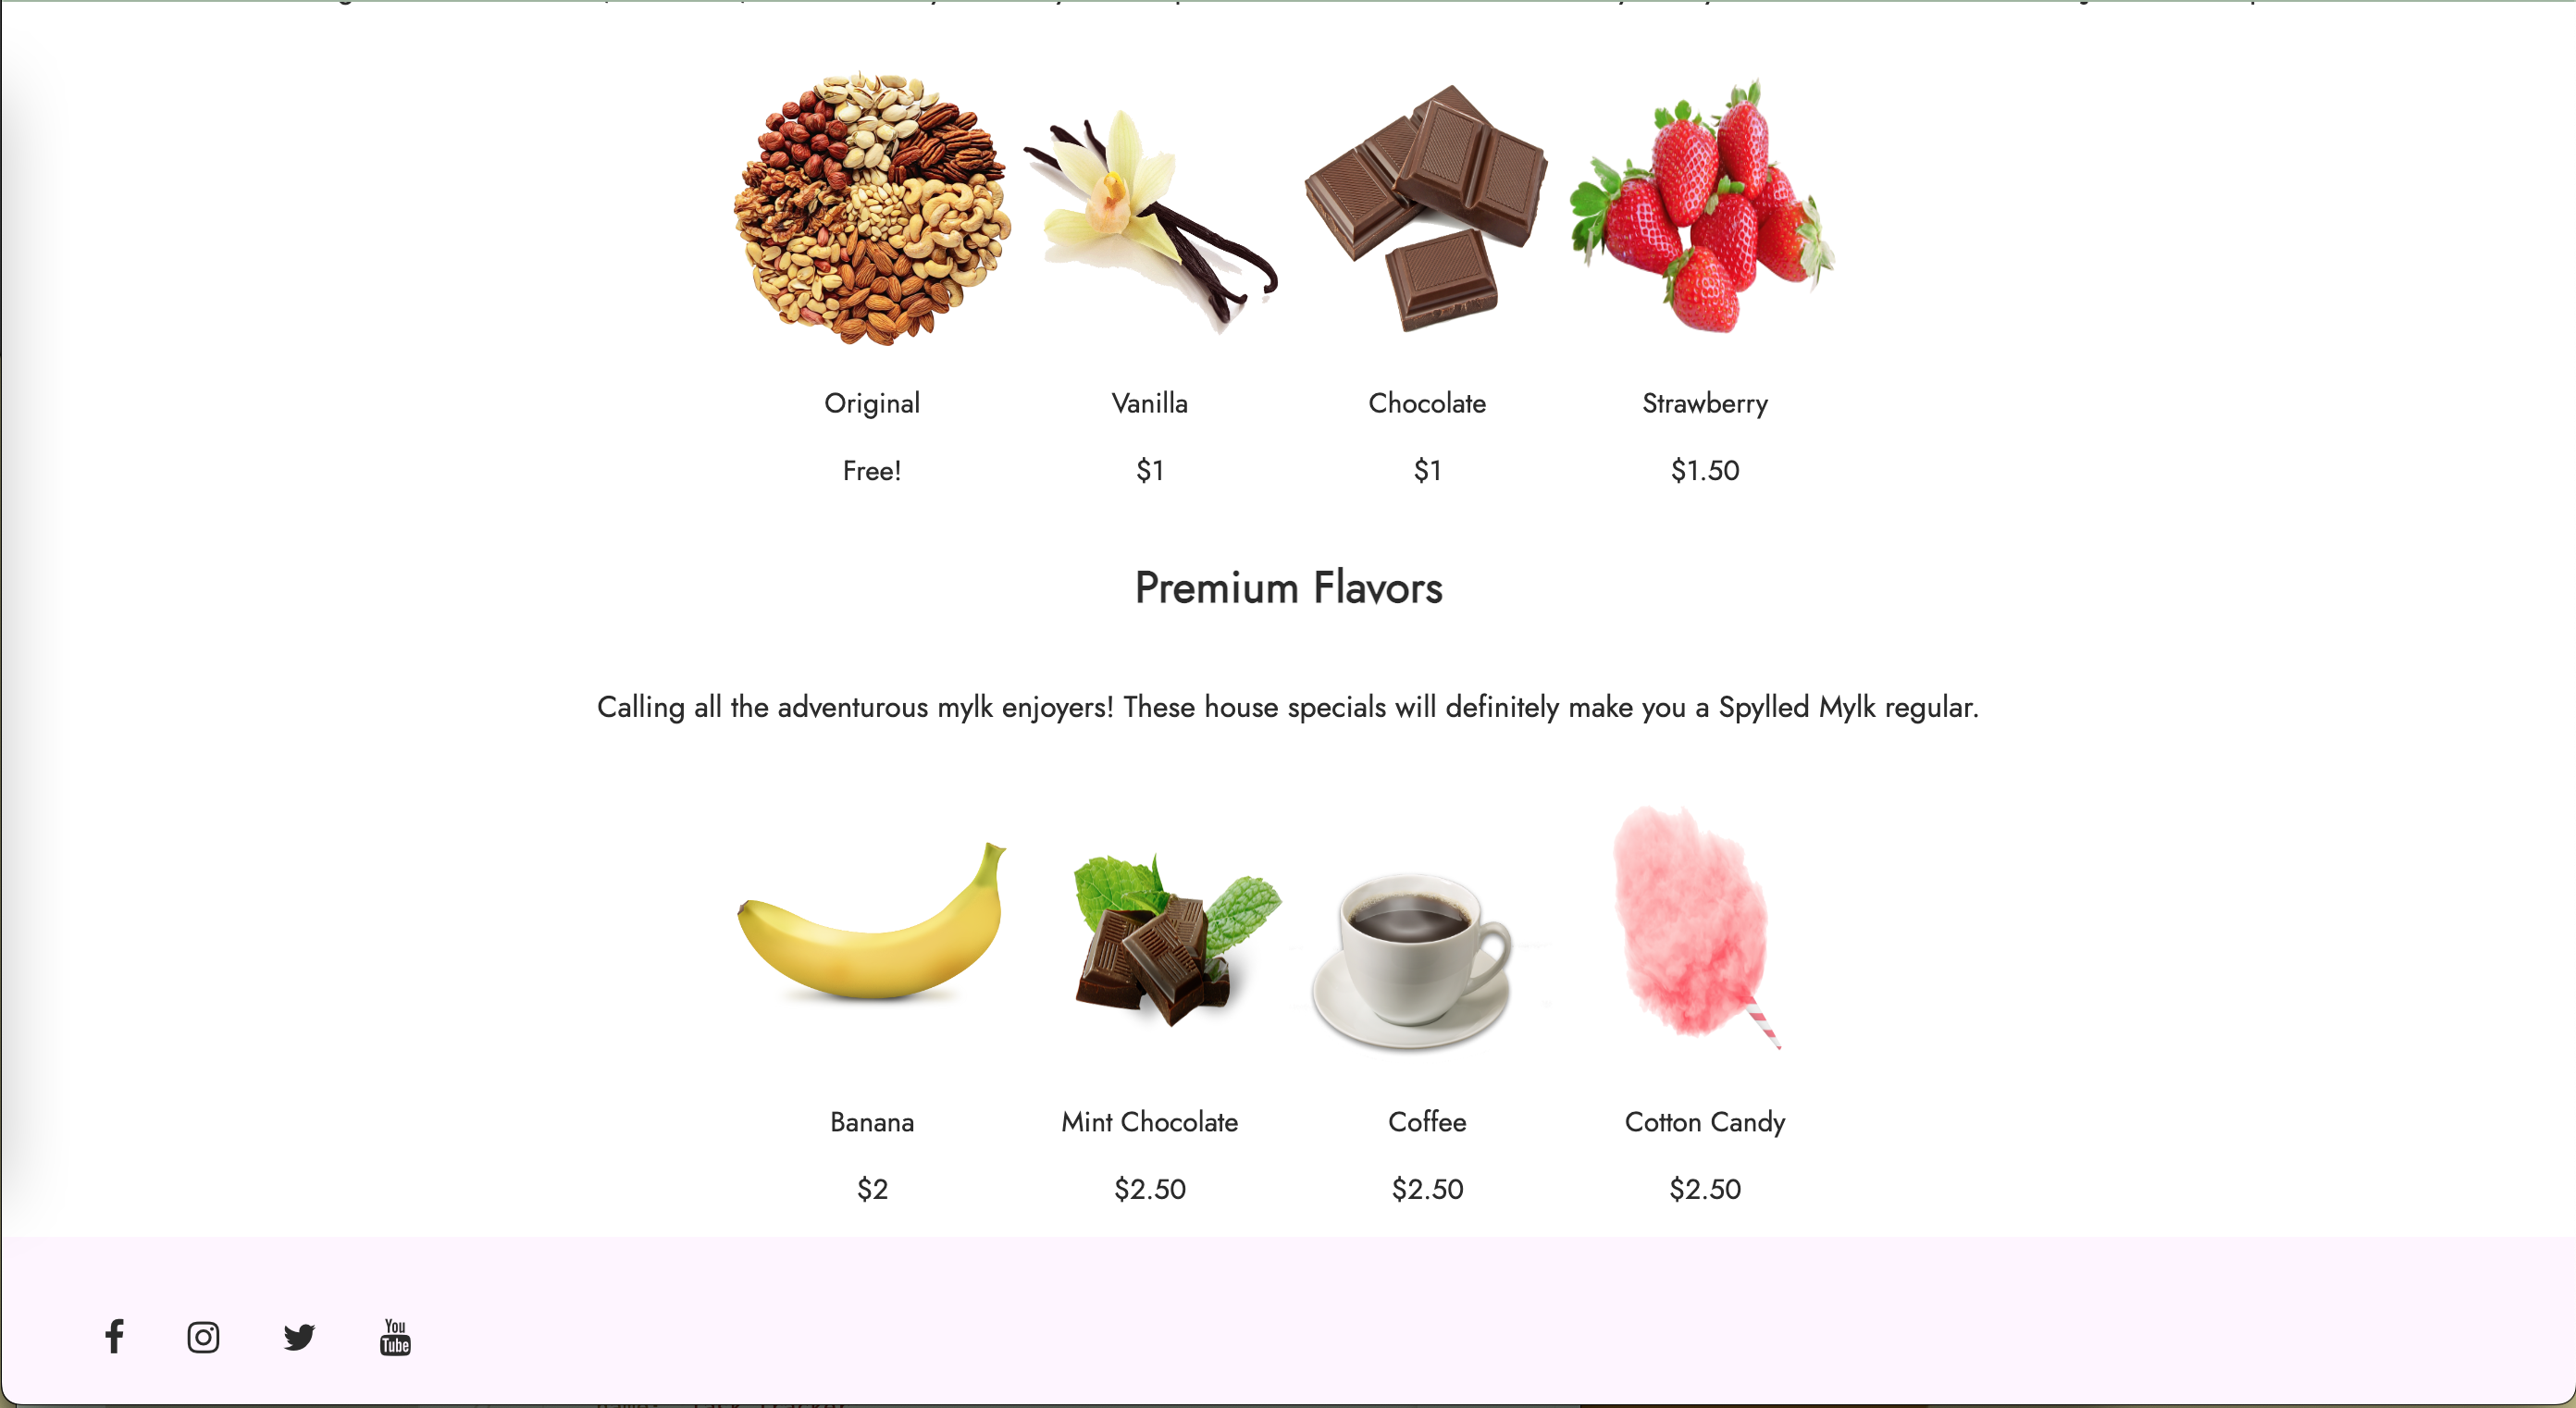 Original Vanilla Chocolate Strawberry
Free! $1 $1 $1.50
Premium Flavors
Calling all the adventurous mylk enjoyers! These house specials will definitely make you a Spylled Mylk regular.
Banana Mint Chocolate Coffee Cotton Candy
$2 $2.50 $2.50 $2.50
You
Tube